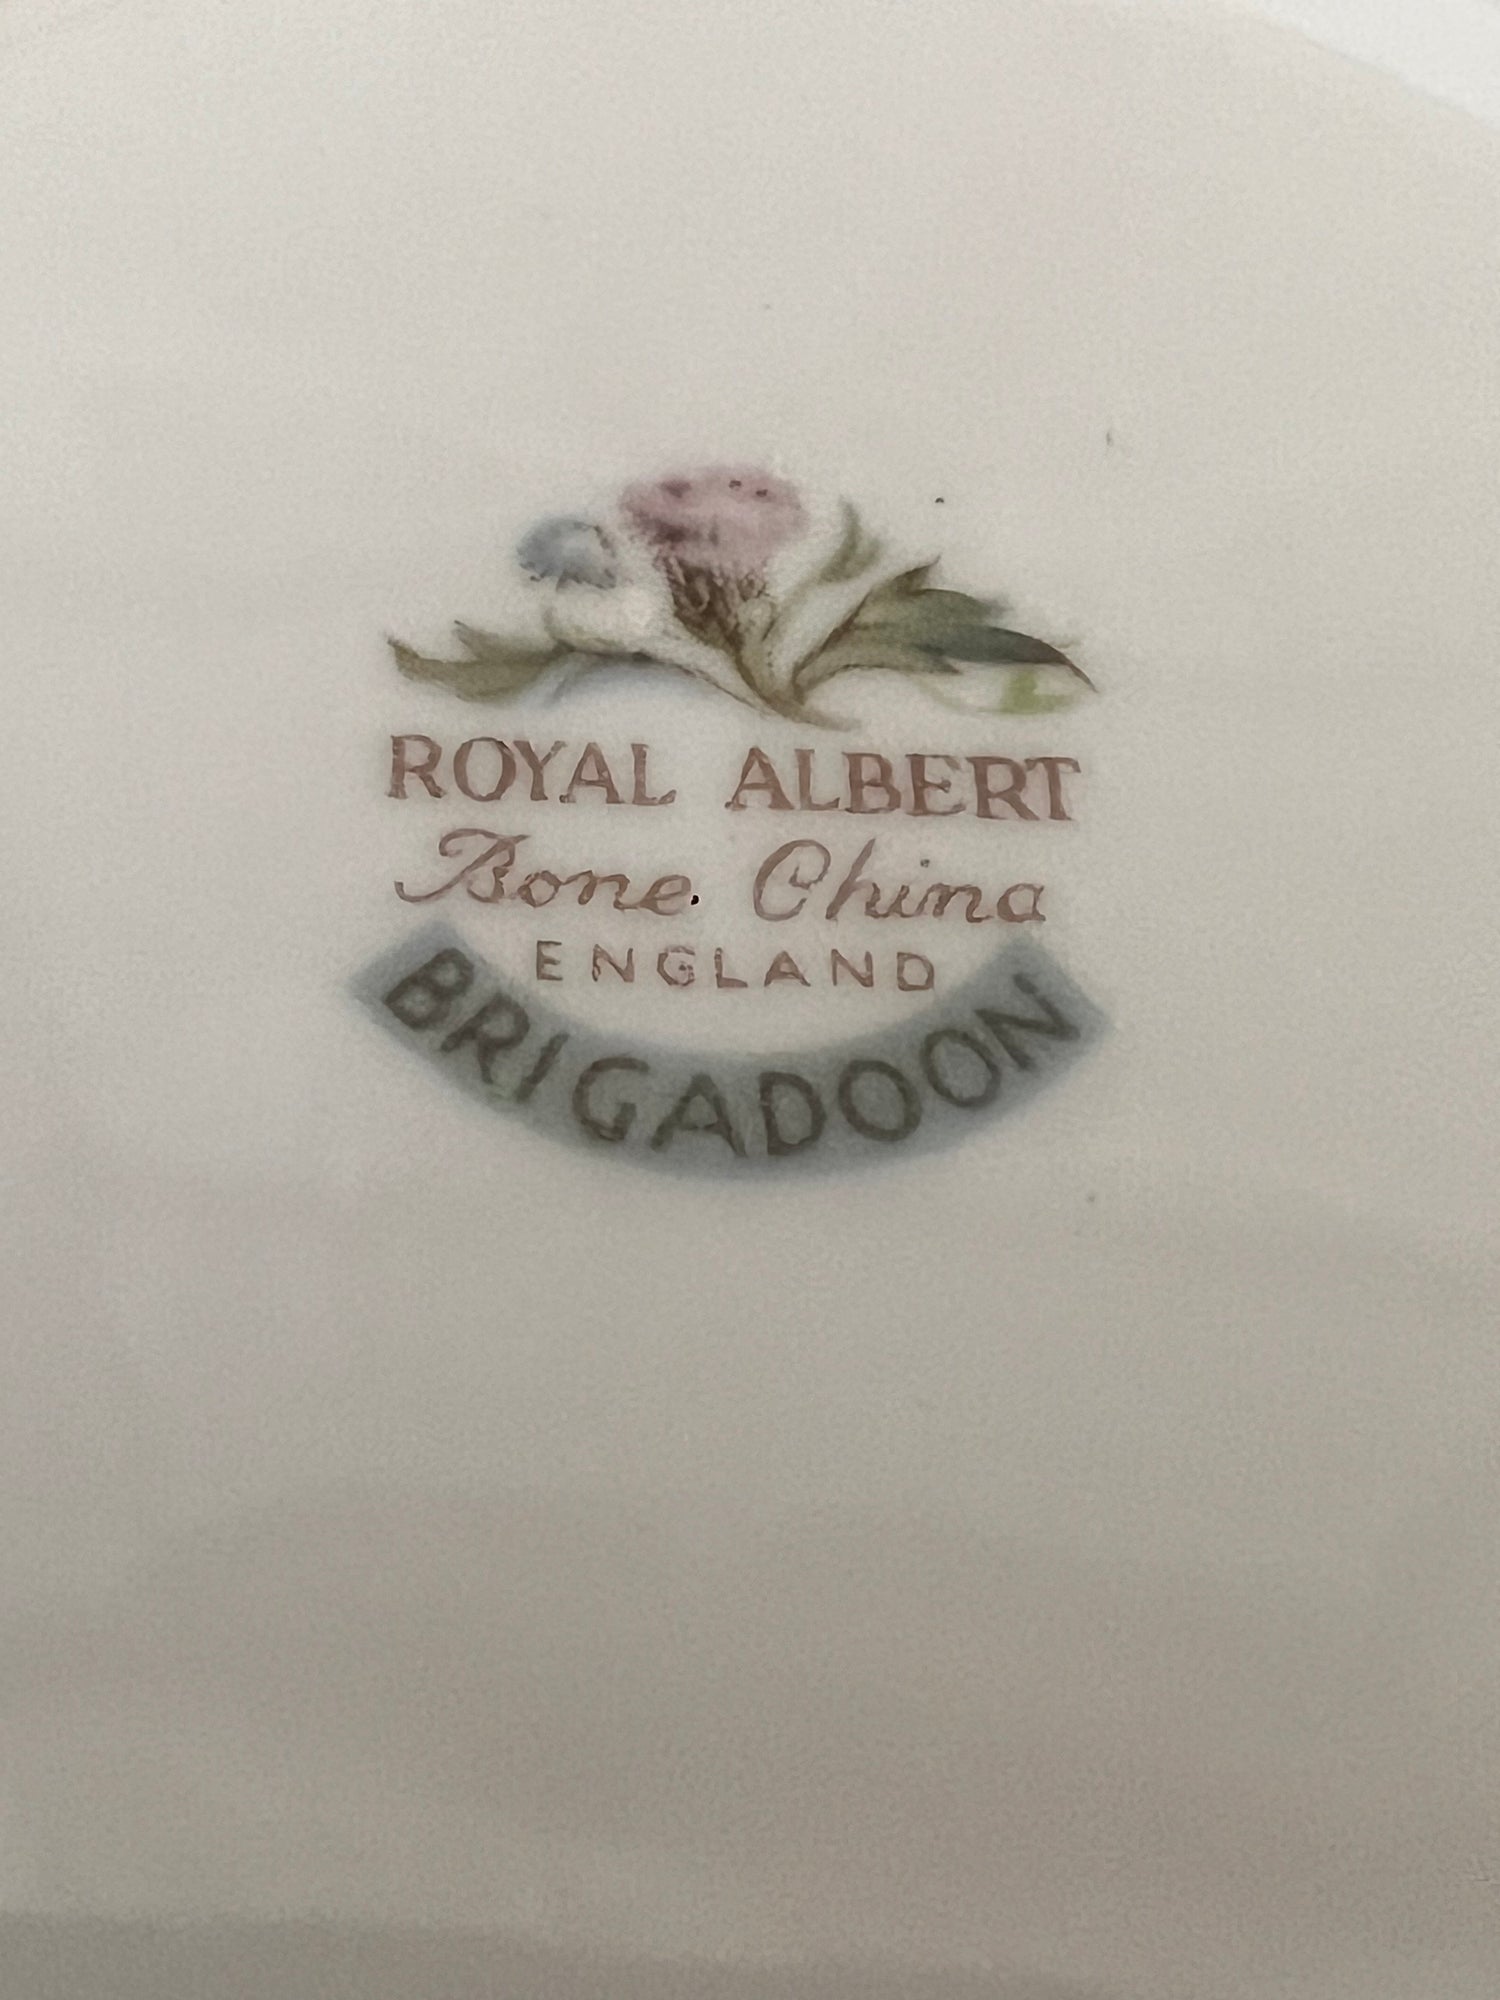 ROYAL ALBERT
Bone China
ENGLAND
BRIGADOON